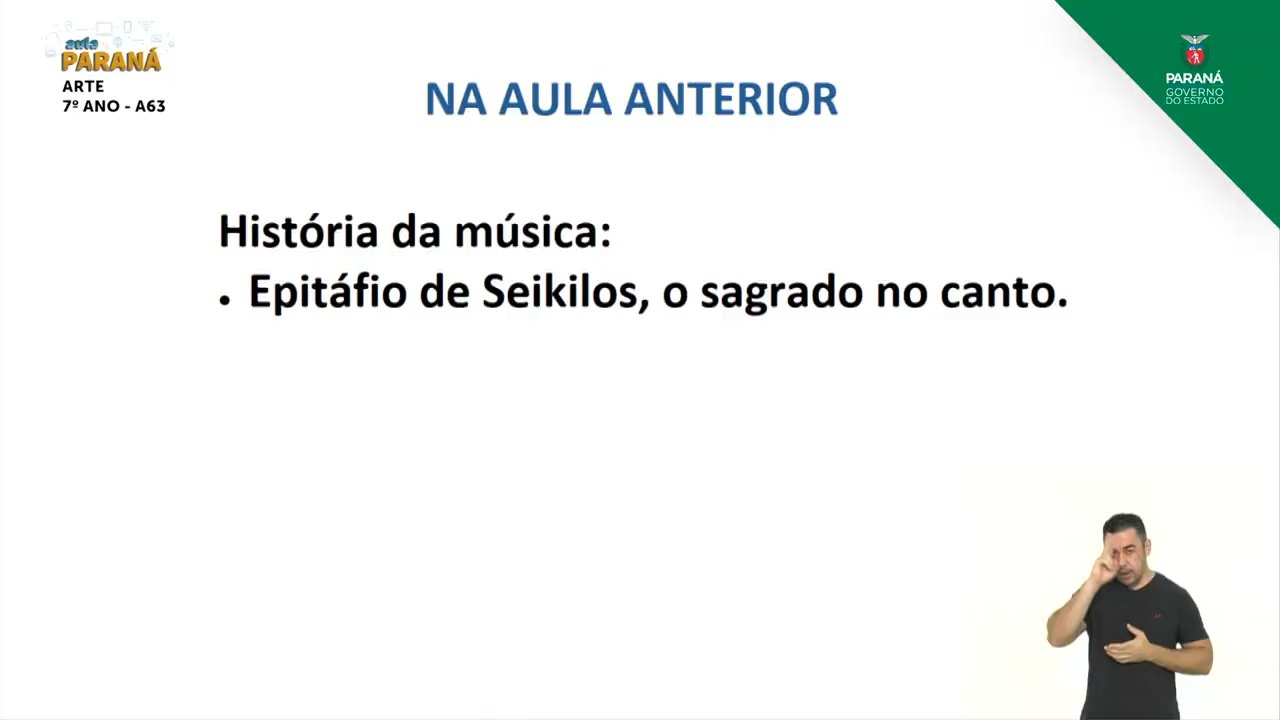 aula
PARANÁ
ARTE
7º ANO - A63
NA AULA ANTERIOR
PARANÁ
GOVERNO
DO ESTADO
História da música:
• Epitáfio de Seikilos, o sagrado no canto.